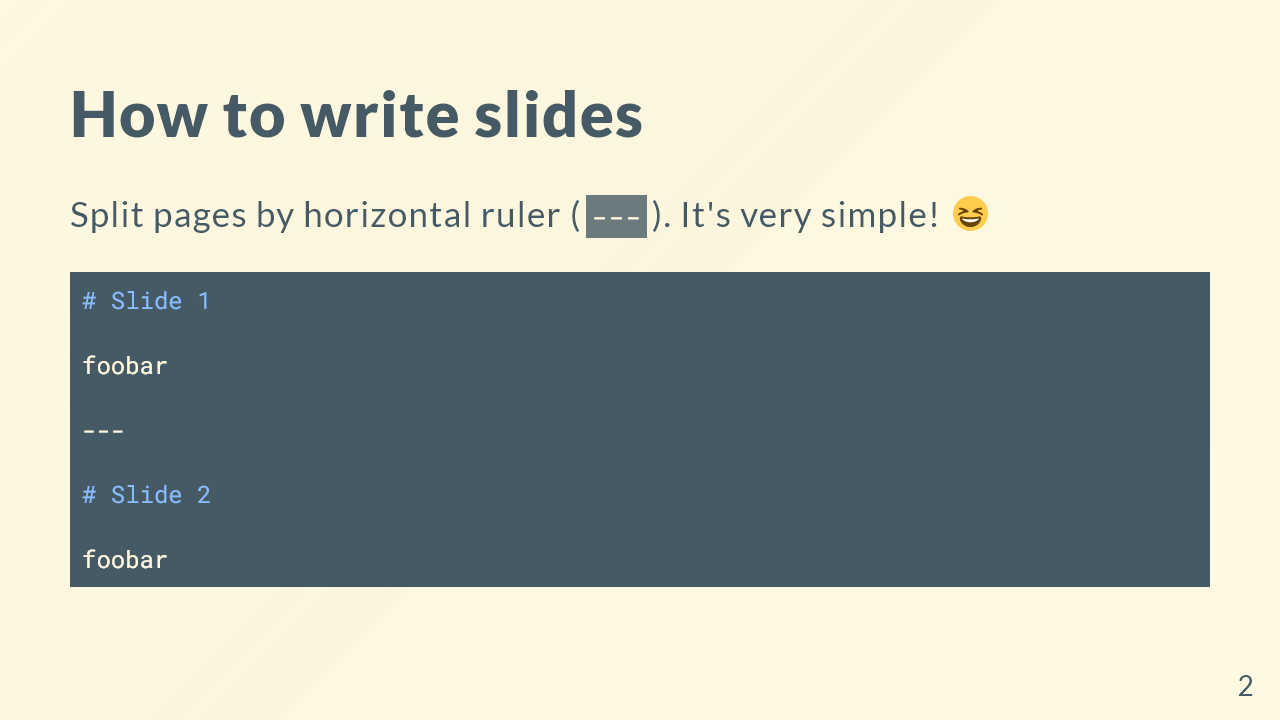 How to write slides
Split pages by horizontal ruler ( --- ). It's very simple! 😆
# Slide 1
foobar
---
# Slide 2
foobar
2